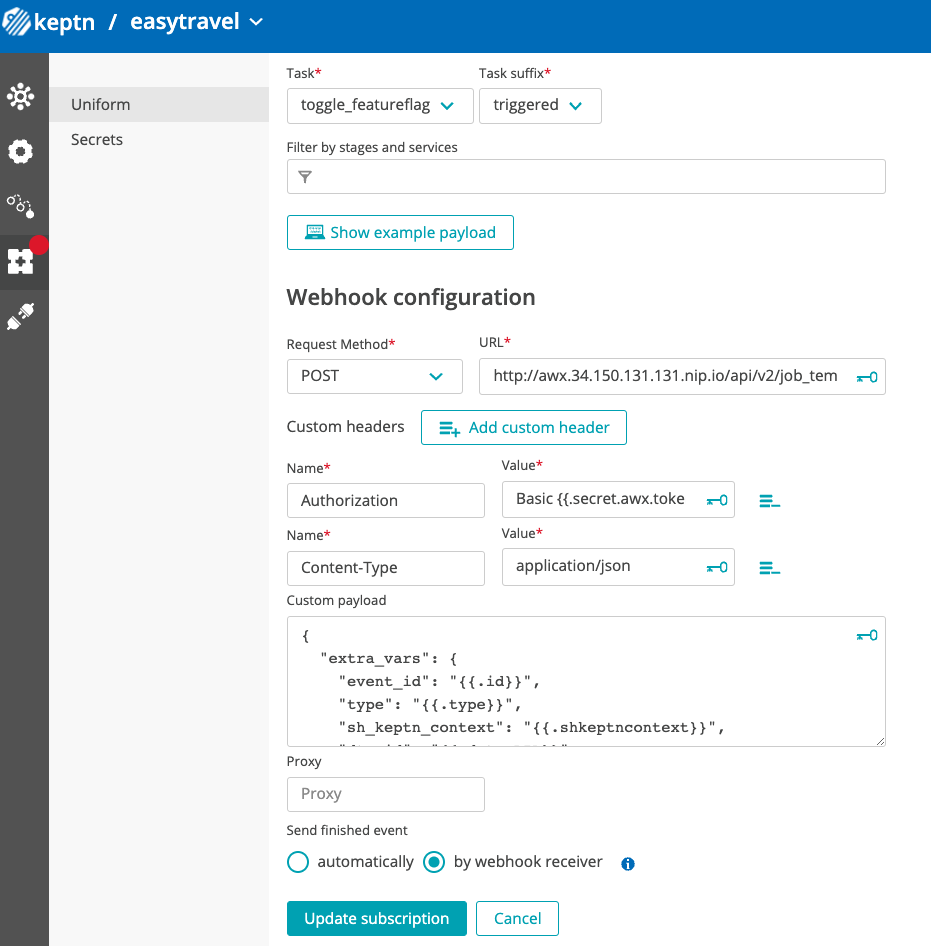 keptn / easytravel
Uniform
Secrets
Task* Task suffix*
toggle_featureflag triggered
Filter by stages and services
Show example payload
Webhook configuration
Request Method* URL*
POST http://awx.34.150.131.131.nip.io/api/v2/job_tem
Custom headers Add custom header
Name* Value*
Authorization Basic {{.secret.awx.toke
Name* Value*
Content-Type application/json
Custom payload
{
"extra_vars": {
"event_id": "{{.id}}",
"type": "{{.type}}",
"sh_keptn_context": "{{.shkeptncontext}}",
Proxy
Proxy
Send finished event
automatically by webhook receiver
Update subscription Cancel